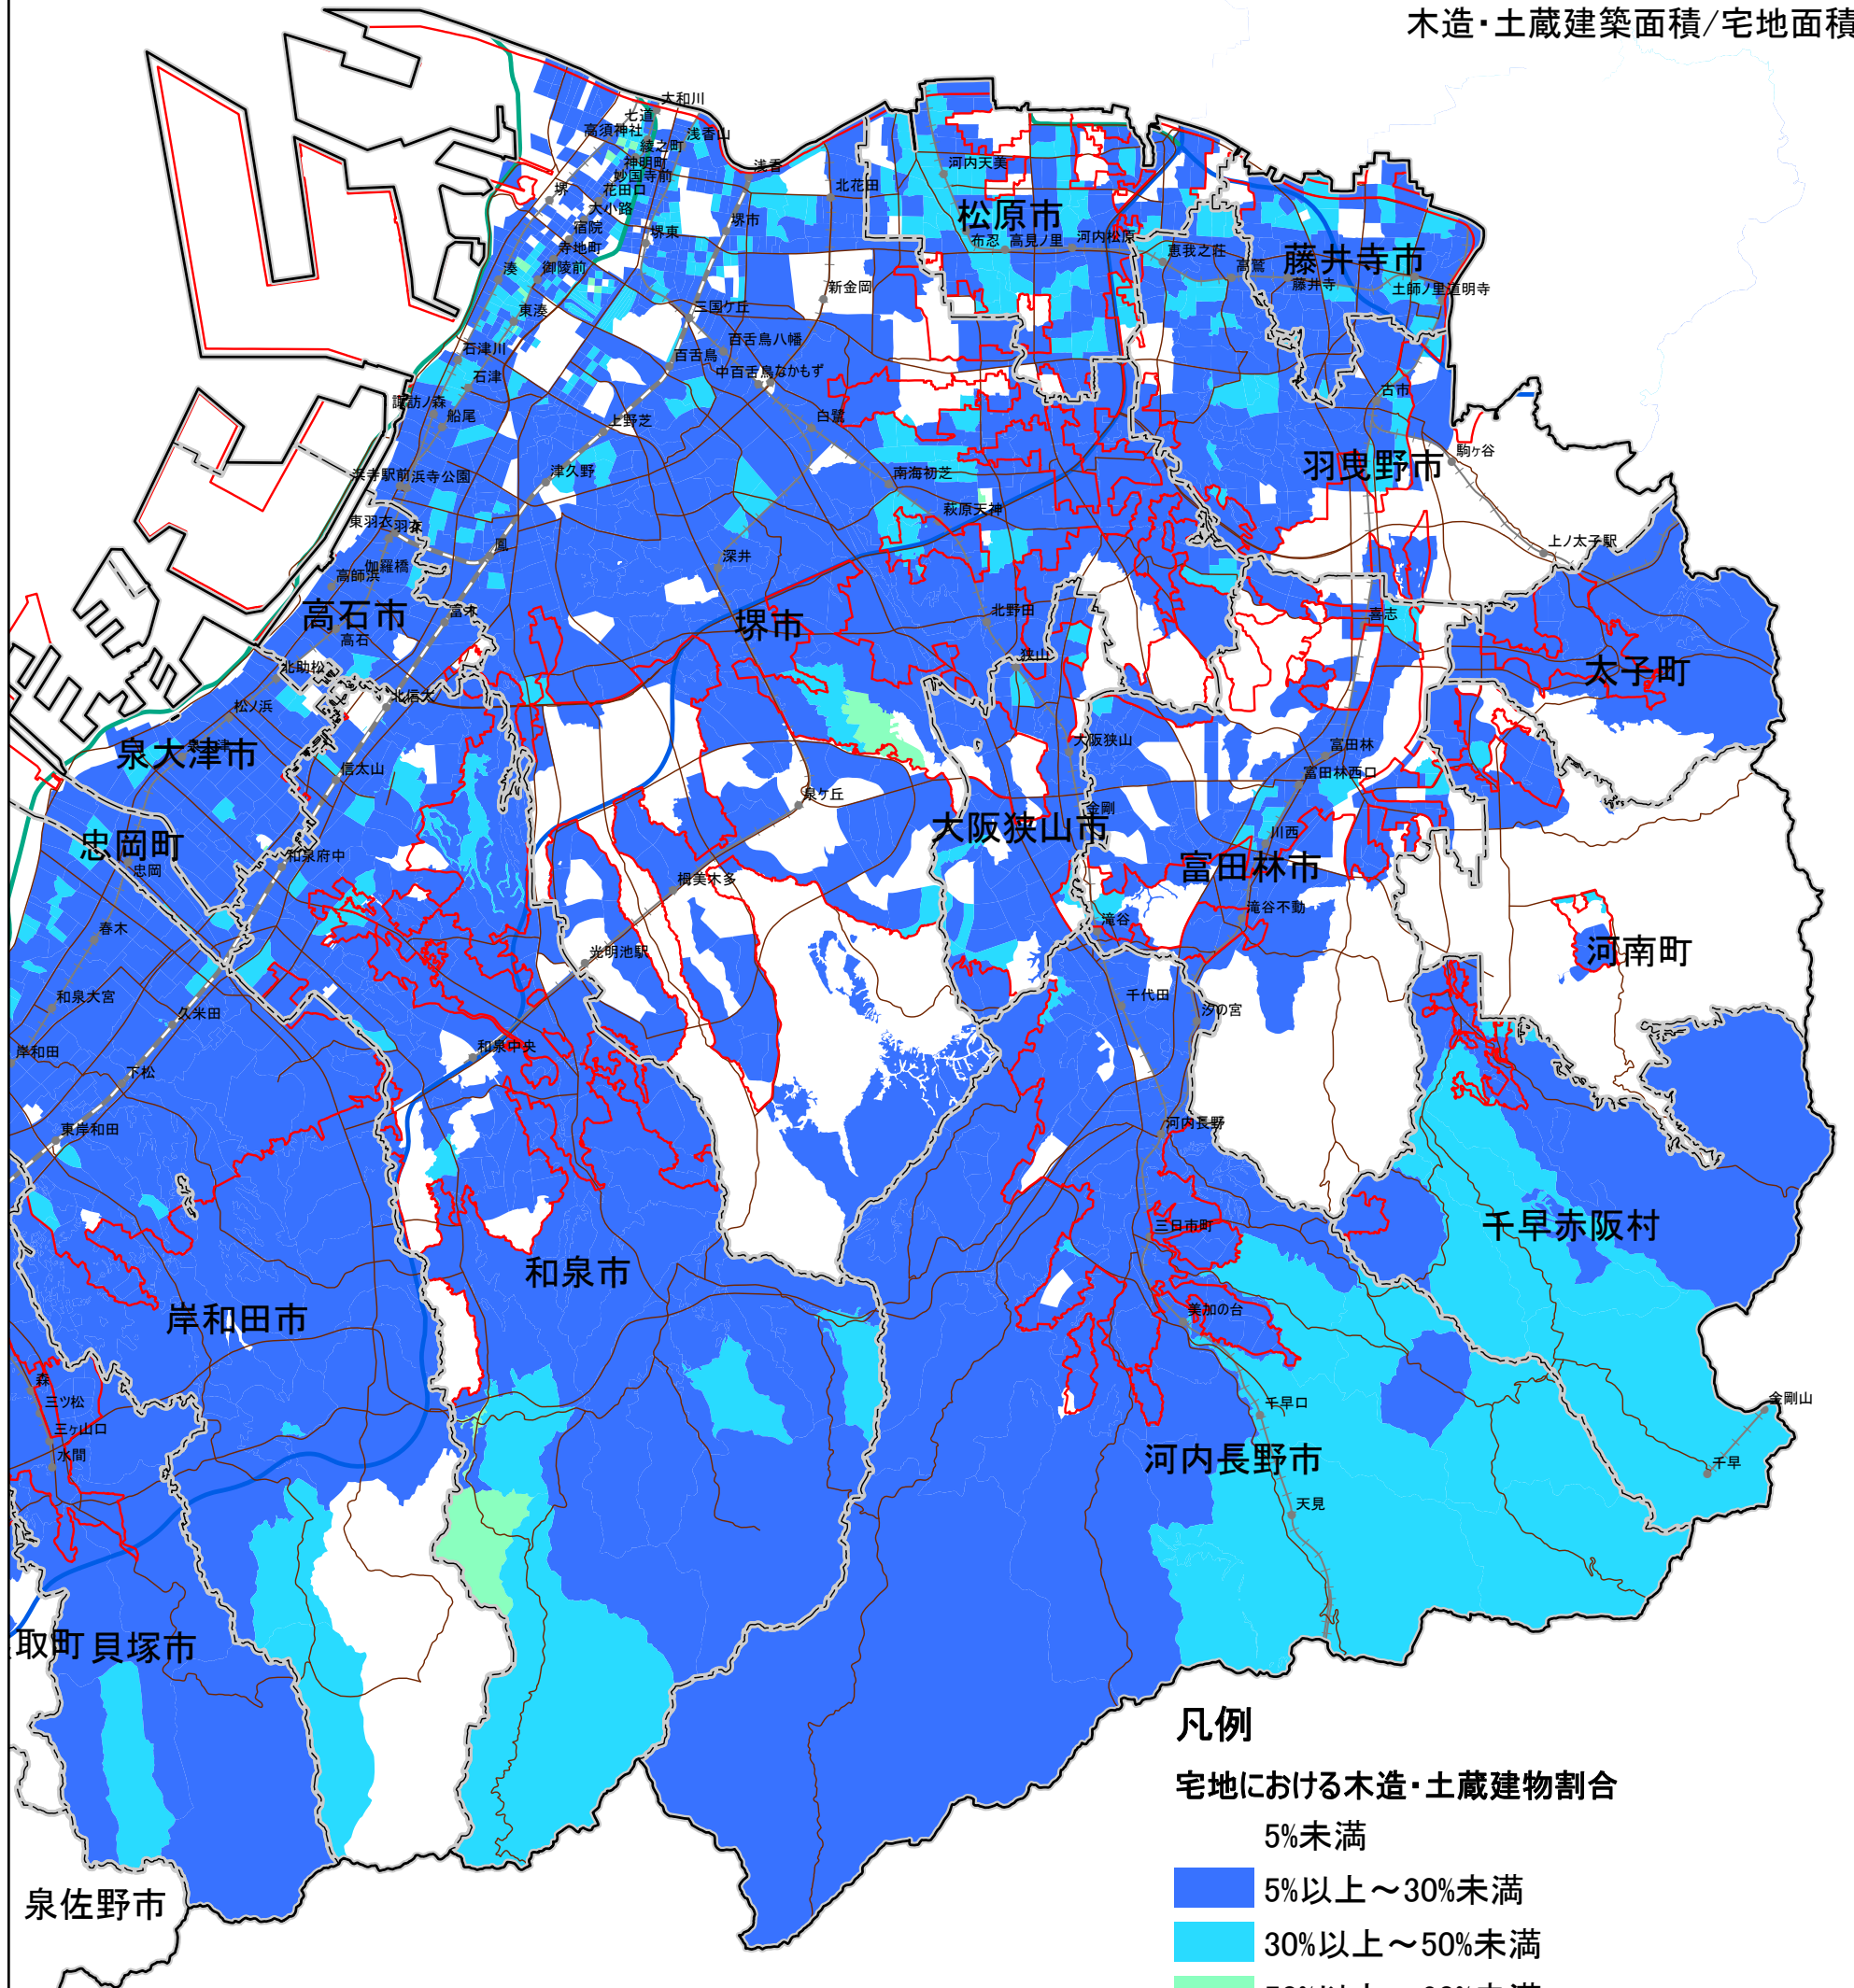 木造・土蔵建築面積/宅地面積
大和川
七道
高須神社
浅香山
綾之町
神明町
妙国寺前
浅香
河内天美
堺
花田口
北花田
大小路
松原市
宿院
堺市
堺東
寺地町
布忍
高見ノ里
河内松原
恵我之荘
藤井寺市
湊
御陵前
高鷲
藤井寺
土師ノ里
道明寺
新金岡
東湊
三国ケ丘
百舌鳥八幡
石津川
百舌鳥
中百舌鳥
なかもず
石津
古市
諏訪ノ森
船尾
上野芝
白鷺
駒ヶ谷
羽曳野市
浜寺駅前
浜寺公園
津久野
南海初芝
萩原天神
東羽衣
羽衣
鳳
上ノ太子駅
深井
伽羅橋
高師浜
高石市
富木
堺市
北野田
喜志
高石
狭山
太子町
北助松
北信太
松ノ浜
泉大津市
大阪狭山
富田林
信太山
富田林西口
泉ケ丘
金剛
大阪狭山市
忠岡町
川西
和泉府中
富田林市
忠岡
栂美木多
滝谷
滝谷不動
春木
河南町
光明池駅
和泉大宮
千代田
久米田
汐の宮
岸和田
和泉中央
下松
東岸和田
河内長野
三日市町
千早赤阪村
和泉市
岸和田市
美加の台
森
三ツ松
千早口
金剛山
三ヶ山口
水間
河内長野市
千早
天見
取町
貝塚市
凡例
宅地における木造・土蔵建物割合
5%未満
5%以上～30%未満
泉佐野市
30%以上～50%未満